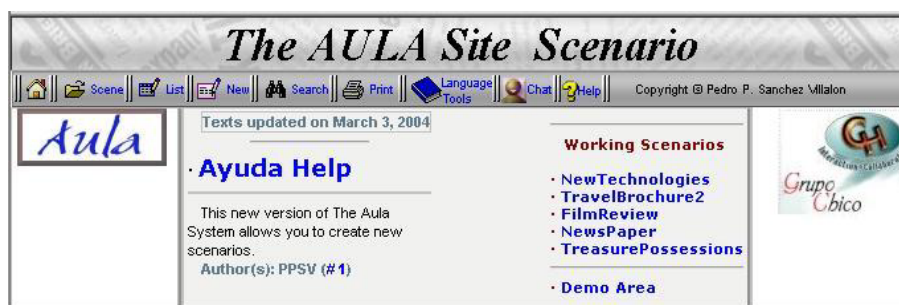 The AULA Site Scenario
Scene List New Search Print Language Tools Chat Help Copyright © Pedro P. Sanchez Villalon
Aula
Texts updated on March 3, 2004
· Ayuda Help
This new version of The Aula
System allows you to create new
scenarios.
Author(s): PPSV (#1)
Working Scenarios
· NewTechnologies
· TravelBrochure2
· FilmReview
· NewsPaper
· TreasurePossessions
· Demo Area
Grupo
Chico